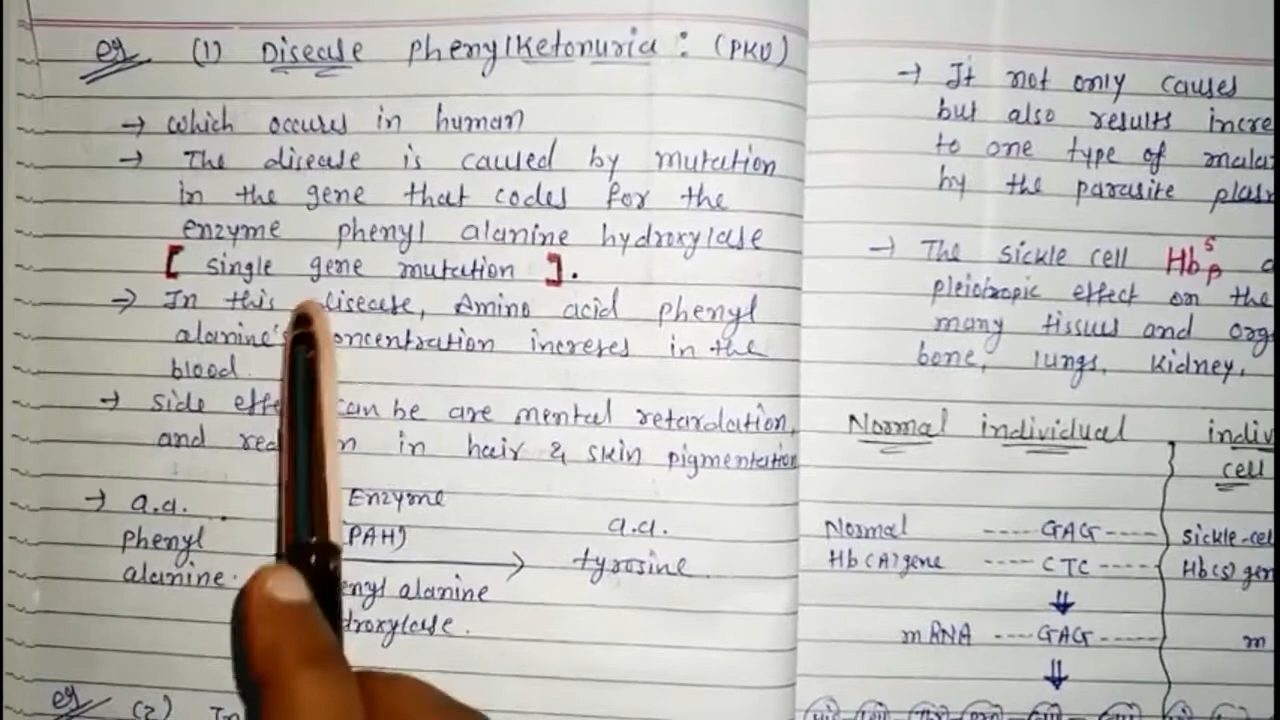 eg (1) Disease Phenylketonuria : (PKU)
→ which occurs in human
→ The disease is caused by mutation
in the gene that codes for the
enzyme phenyl alanine hydroxylase
[ single gene mutation ].
→ In this disease, Amino acid phenyl
alanine's concentration increses in the
blood.
→ side effe can be are mental retardation,
and red n in hair & skin pigmentation
→ a.a. Enzyme a.a.
phenyl (PAH) tyrosine.
alanine. enyl alanine
droxylase.
eg (2) In
→ It not only causes
but also results incre
to one type of mala
by the parasite plas
→ The sickle cell Hb S β
pleiotropic effect on the
many tissues and org
bone, lungs, kidney,
Normal individual indiv
cell
Normal ----GAG---- sickle-cel
Hb(A)gene ----CTC---- Hb(s) gen
mRNA ----GAG---- m